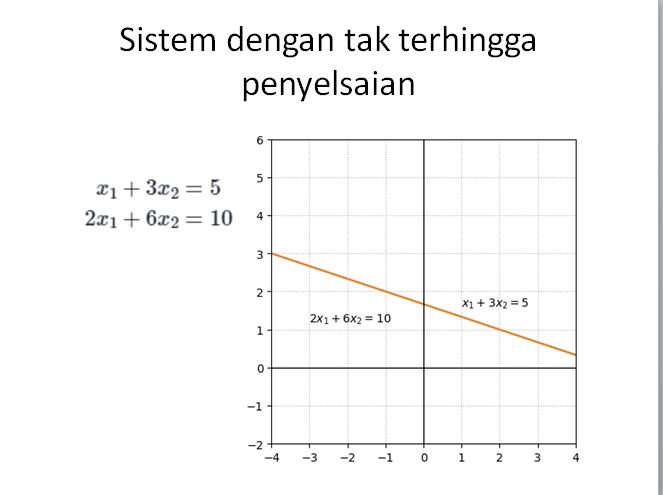 Sistem dengan tak terhingga
penyelsaian
x₁ + 3x₂ = 5
2x₁ + 6x₂ = 10
6
5
4
3
2
1
0
−1
−2
x₁ + 3x₂ = 5
2x₁ + 6x₂ = 10
−4 −3 −2 −1 0 1 2 3 4